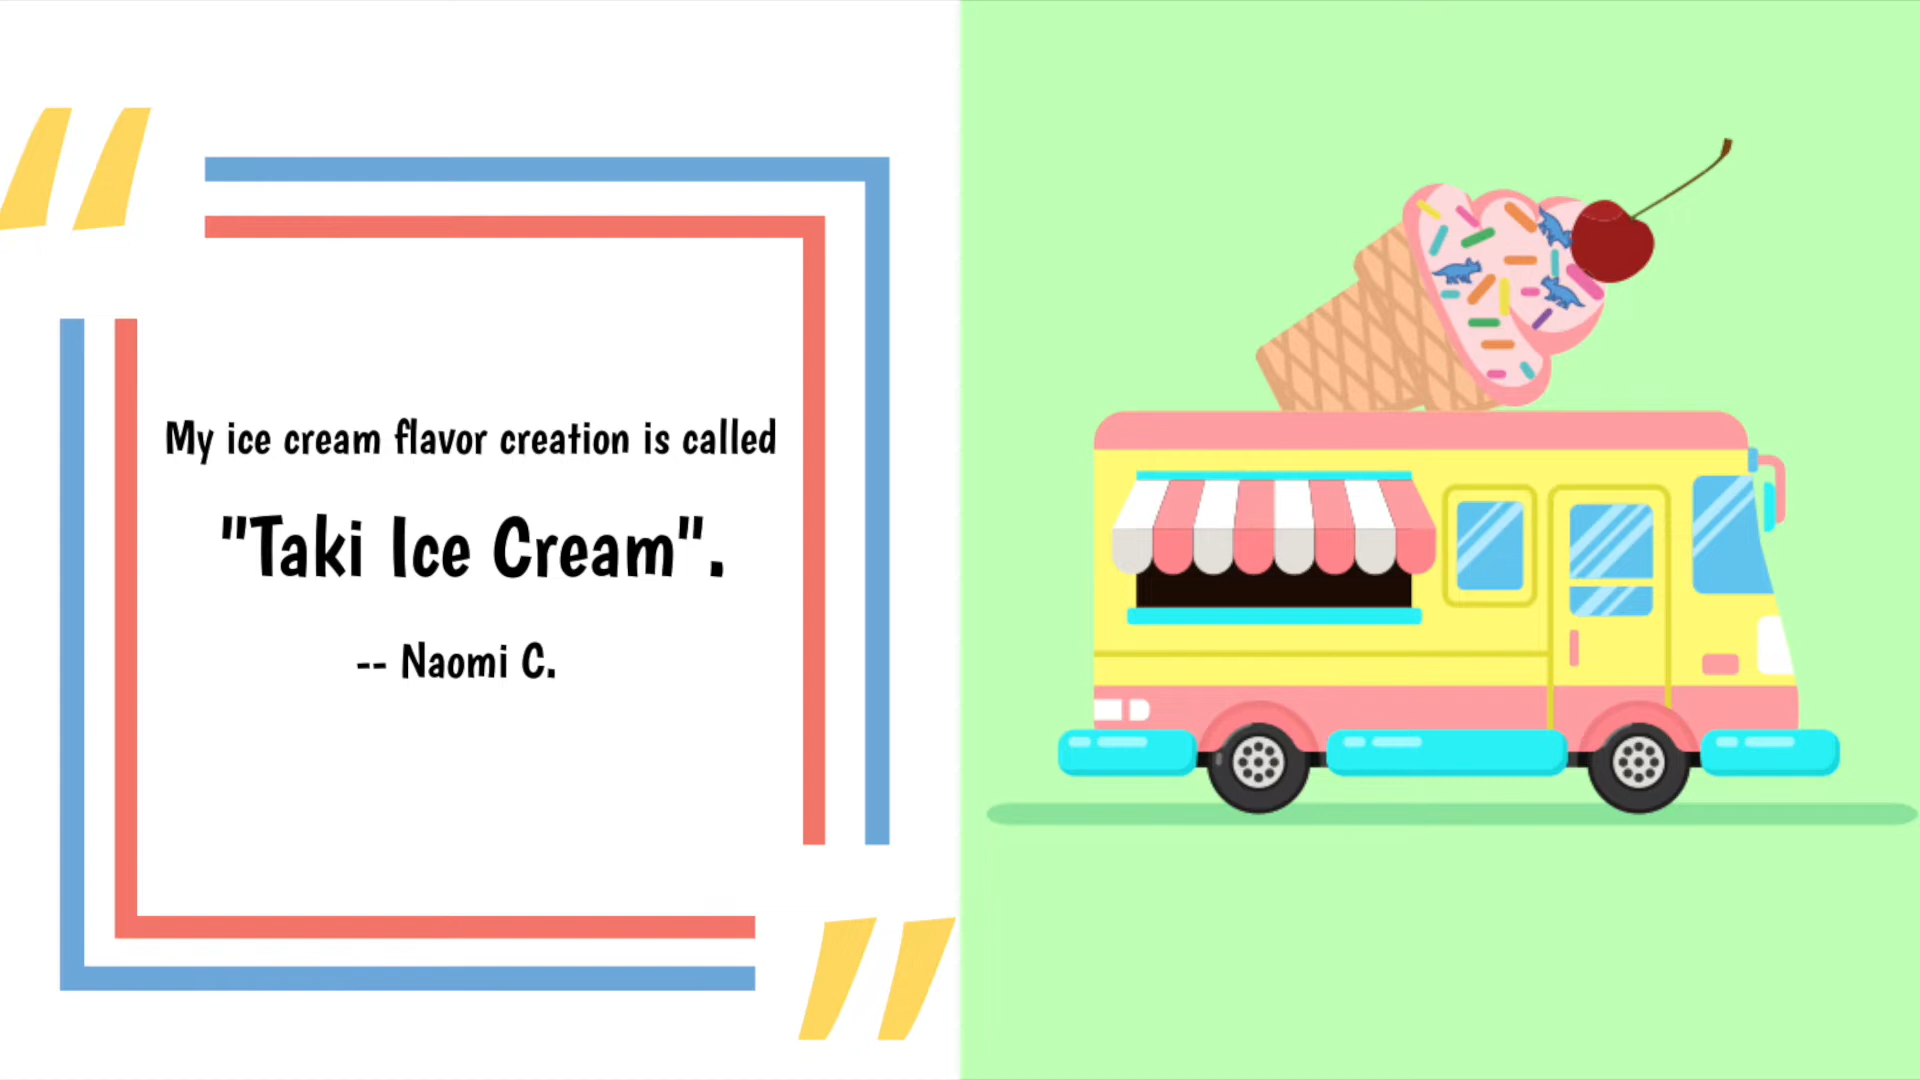 My ice cream flavor creation is called
"Taki Ice Cream".
-- Naomi C.